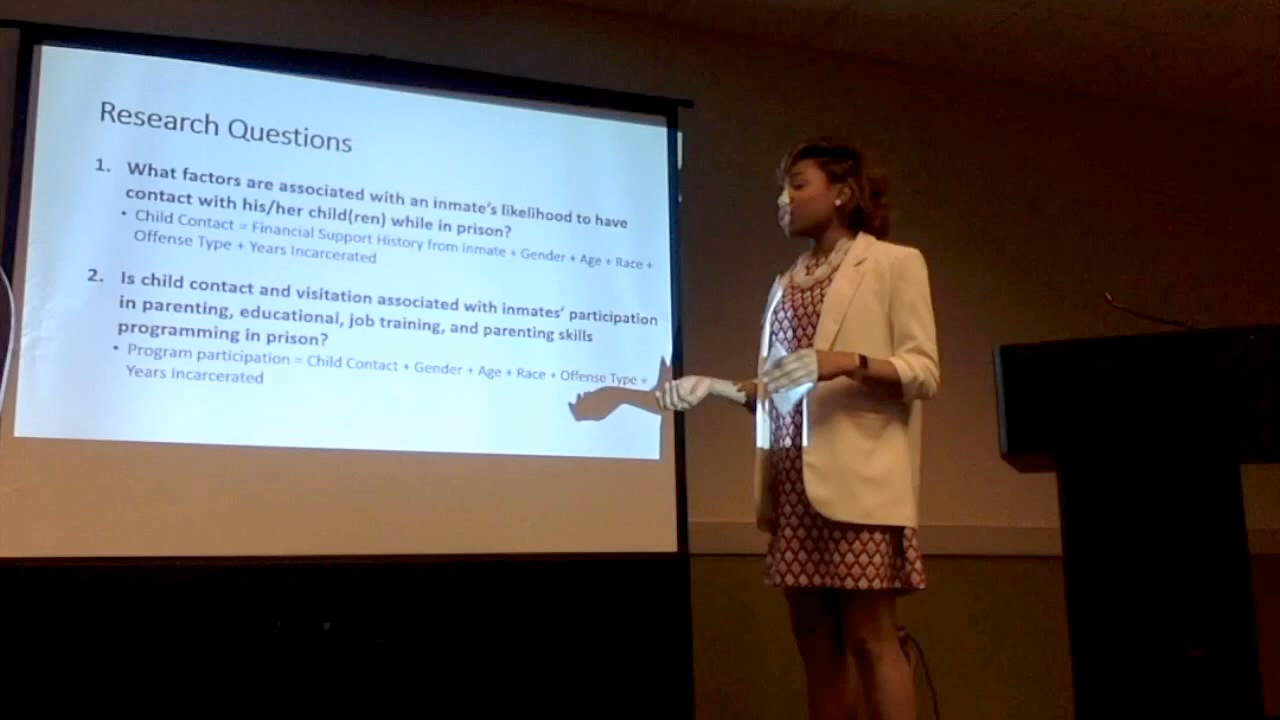 Research Questions
1. What factors are associated with an inmate's likelihood to have
contact with his/her child(ren) while in prison?
• Child Contact = Financial Support History from Inmate + Gender + Age + Race +
Offense Type + Years Incarcerated
2. Is child contact and visitation associated with inmates' participation
in parenting, educational, job training, and parenting skills
programming in prison?
• Program participation = Child Contact + Gender + Age + Race + Offense Type +
Years Incarcerated